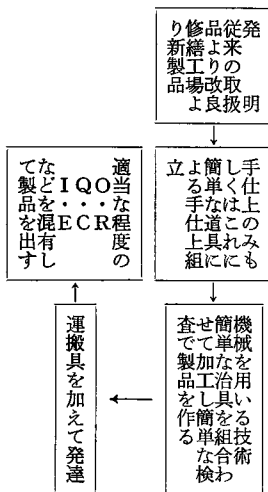 発明
従来の取扱
品より改良
修繕工場よ
り新製品
手仕上のみも
しくはこれに
簡単な道具に
よる手仕上組
立
機械を用いる技術
簡単な治具を組合わ
せて加工し簡単な検
査で製品を作る
運搬具を加えて発達
適当な程度の
O・・R
Q・・C
I・・E
などを混有し
て製品を出す